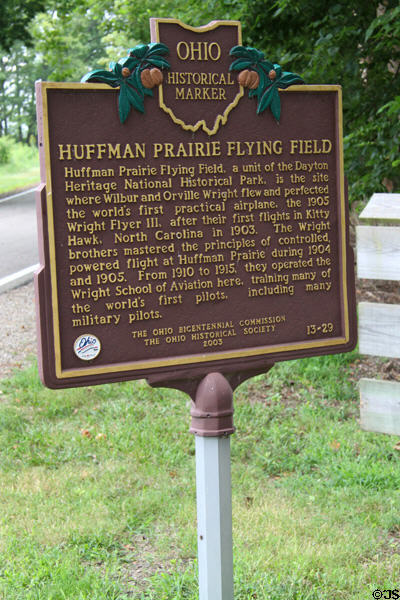 OHIO
HISTORICAL
MARKER
HUFFMAN PRAIRIE FLYING FIELD
Huffman Prairie Flying Field, a unit of the Dayton
Heritage National Historical Park, is the site
where Wilbur and Orville Wright flew and perfected
the world's first practical airplane, the 1905
Wright Flyer III, after their first flights in Kitty
Hawk, North Carolina in 1903. The Wright
brothers mastered the principles of controlled,
powered flight at Huffman Prairie during 1904
and 1905. From 1910 to 1915, they operated the
Wright School of Aviation here, training many of
the world's first pilots, including many
military pilots.
THE OHIO BICENTENNIAL COMMISSION
THE OHIO HISTORICAL SOCIETY
2003
13-29
Ohio
©JS